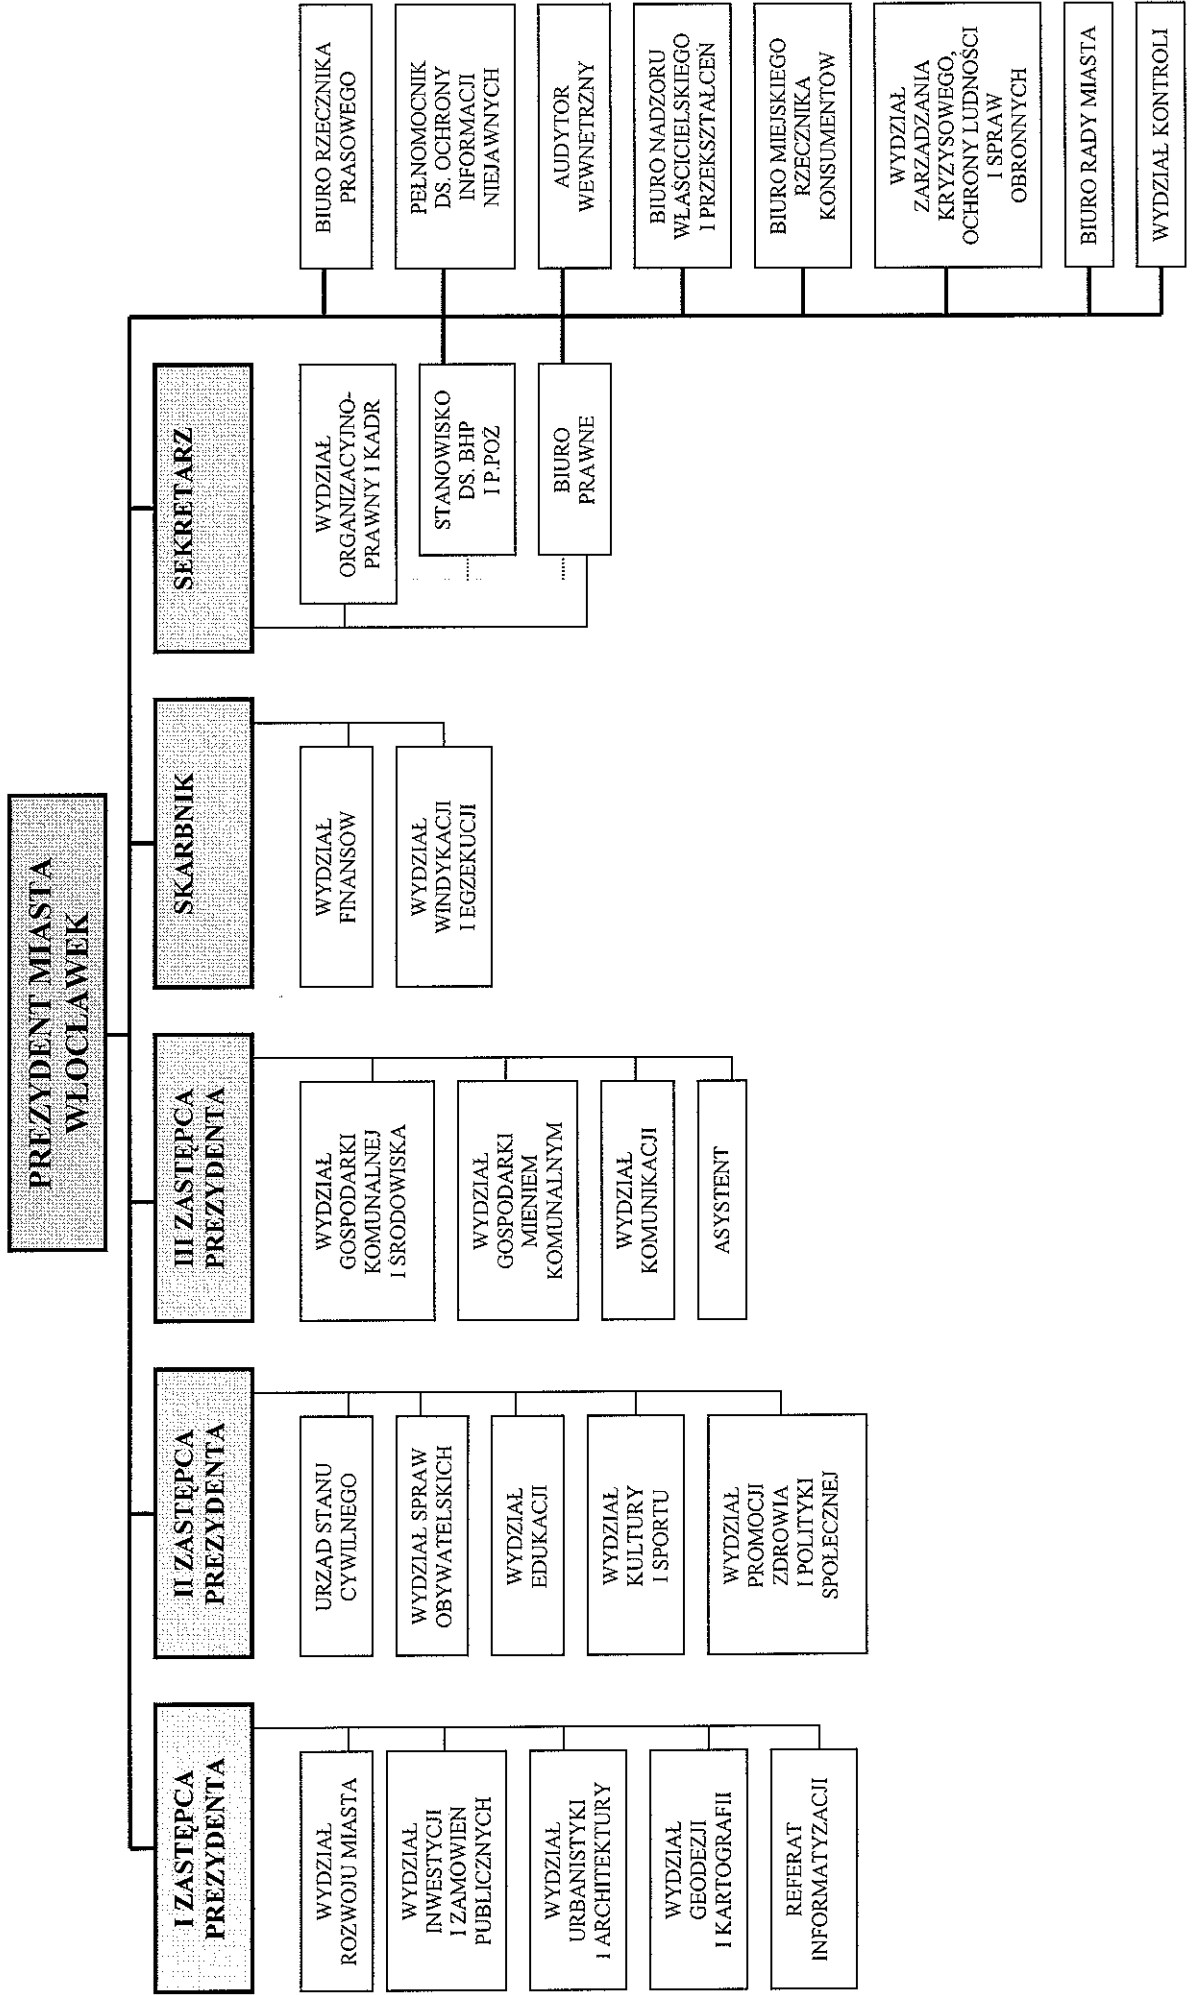 PREZYDENT MIASTA
WŁOCŁAWEK
I ZASTĘPCA
PREZYDENTA
WYDZIAŁ
ROZWOJU MIASTA
WYDZIAŁ
INWESTYCJI
I ZAMOWIEN
PUBLICZNYCH
WYDZIAŁ
URBANISTYKI
I ARCHITEKTURY
WYDZIAŁ
GEODEZJI
I KARTOGRAFII
REFERAT
INFORMATYZACJI
II ZASTĘPCA
PREZYDENTA
URZĄD STANU
CYWILNEGO
WYDZIAŁ SPRAW
OBYWATELSKICH
WYDZIAŁ
EDUKACJI
WYDZIAŁ
KULTURY
I SPORTU
WYDZIAŁ
PROMOCJI
ZDROWIA
I POLITYKI
SPOŁECZNEJ
III ZASTĘPCA
PREZYDENTA
WYDZIAŁ
GOSPODARKI
KOMUNALNEJ
I ŚRODOWISKA
WYDZIAŁ
GOSPODARKI
MIENIEM
KOMUNALNYM
WYDZIAŁ
KOMUNIKACJI
ASYSTENT
SKARBNIK
WYDZIAŁ
FINANSOW
WYDZIAŁ
WINDYKACJI
I EGZEKUCJI
SEKRETARZ
WYDZIAŁ
ORGANIZACYJNO-
PRAWNY I KADR
STANOWISKO
DS. BHP
I P.POŻ
BIURO
PRAWNE
BIURO RZECZNIKA
PRASOWEGO
PEŁNOMOCNIK
DS. OCHRONY
INFORMACJI
NIEJAWNYCH
AUDYTOR
WEWNĘTRZNY
BIURO NADZORU
WŁAŚCICIELSKIEGO
I PRZEKSZTAŁCEŃ
BIURO MIEJSKIEGO
RZECZNIKA
KONSUMENTÓW
WYDZIAŁ
ZARZĄDZANIA
KRYZYSOWEGO,
OCHRONY LUDNOŚCI
I SPRAW
OBRONNYCH
BIURO RADY MIASTA
WYDZIAŁ KONTROLI